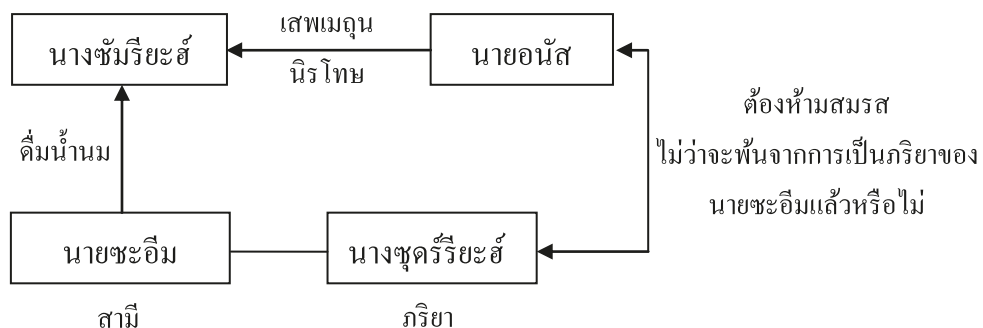 นางซัมรียะฮ์
เสพเมถุน
นิรโทษ
นายอนัส
ต้องห้ามสมรส
ไม่ว่าจะพ้นจากการเป็นภริยาของ
นายซะอีมแล้วหรือไม่
ดื่มน้ำนม
นายซะอีม
นางซุดร์รียะฮ์
สามี
ภริยา